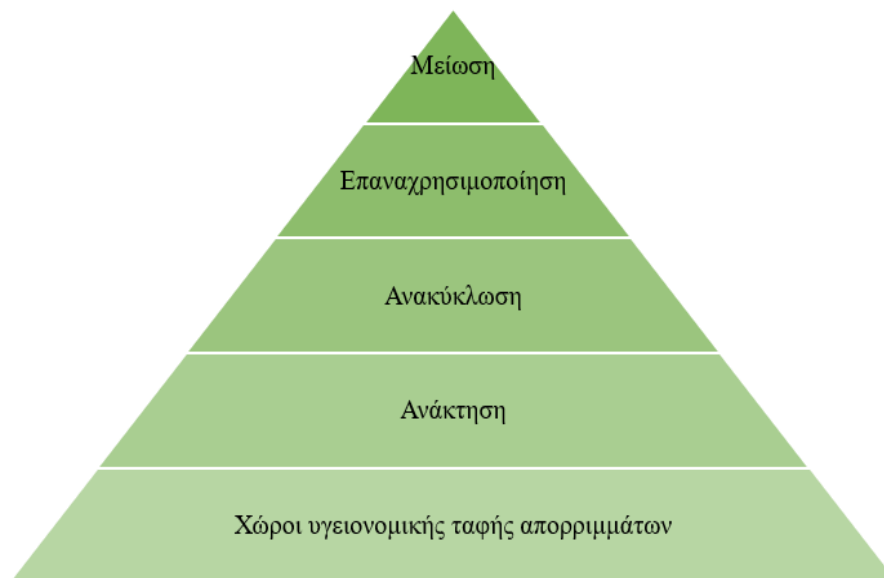 Μείωση
Επαναχρησιμοποίηση
Ανακύκλωση
Ανάκτηση
Χώροι υγειονομικής ταφής απορριμμάτων